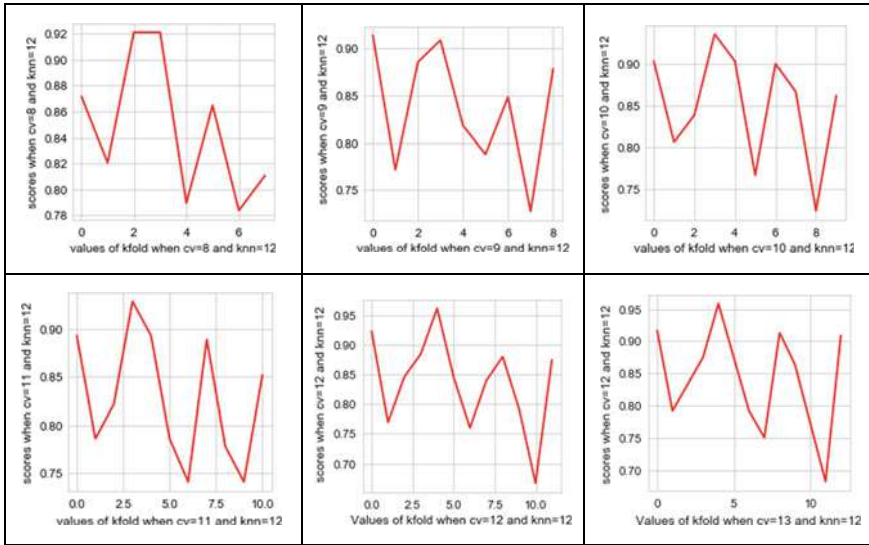 scores when cv=8 and knn=12
0.92
0.90
0.88
0.86
0.84
0.82
0.80
0.78
0 2 4 6
values of kfold when cv=8 and knn=12
scores when cv=9 and knn=12
0.90
0.85
0.80
0.75
0 2 4 6 8
values of kfold when cv=9 and knn=12
scores when cv=10 and knn=12
0.90
0.85
0.80
0.75
0 2 4 6 8
values of kfold when cv=10 and knn=12
scores when cv=11 and knn=12
0.90
0.85
0.80
0.75
0.0 2.5 5.0 7.5 10.0
values of kfold when cv=11 and knn=12
scores when cv=12 and knn=12
0.95
0.90
0.85
0.80
0.75
0.70
0.0 2.5 5.0 7.5 10.0
Values of kfold when cv=12 and knn=12
scores when cv=12 and knn=12
0.95
0.90
0.85
0.80
0.75
0.70
0 5 10
Values of kfold when cv=13 and knn=12